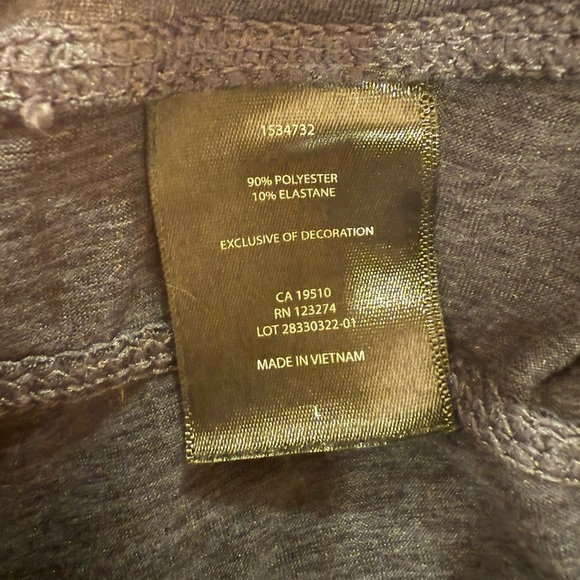 1534732
90% POLYESTER
10% ELASTANE
EXCLUSIVE OF DECORATION
CA 19510
RN 123274
LOT 28330322-01
MADE IN VIETNAM
L